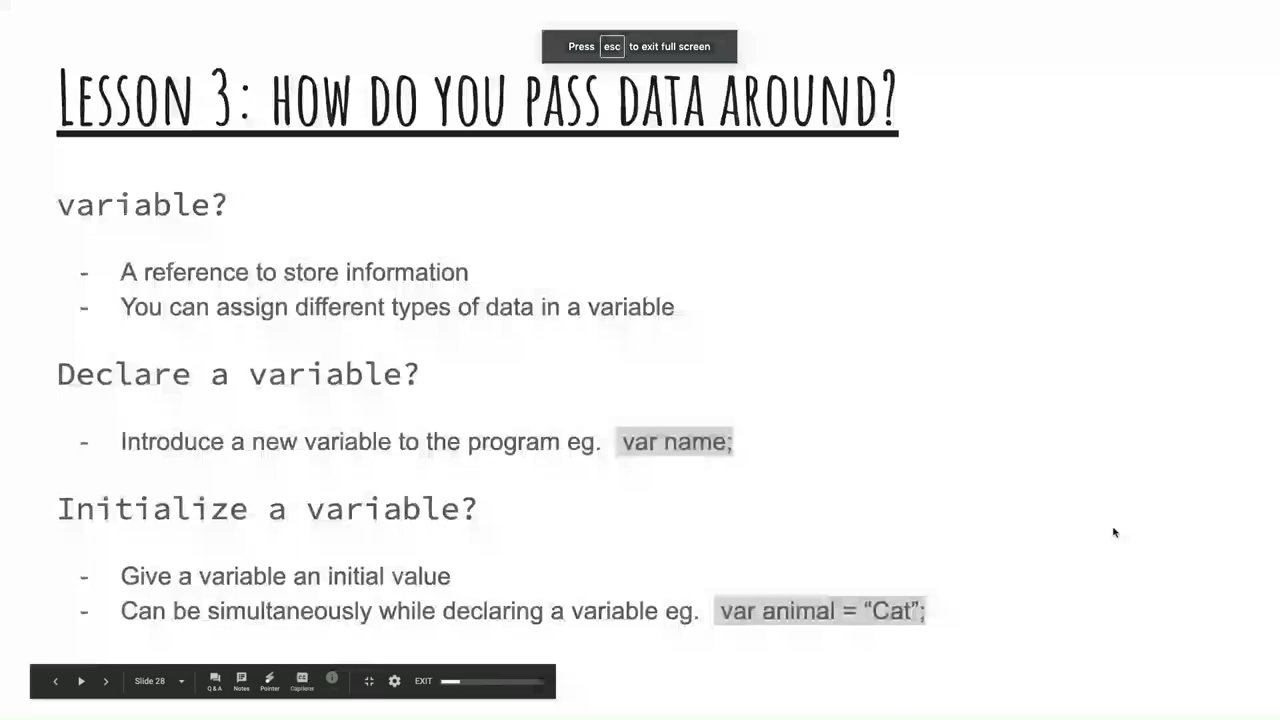 Press esc to exit full screen
LESSON 3: HOW DO YOU PASS DATA AROUND?
variable?
- A reference to store information
- You can assign different types of data in a variable
Declare a variable?
- Introduce a new variable to the program eg. var name;
Initialize a variable?
- Give a variable an initial value
- Can be simultaneously while declaring a variable eg. var animal = “Cat”;
Slide 28
Q&A Notes Pointer Captions
EXIT